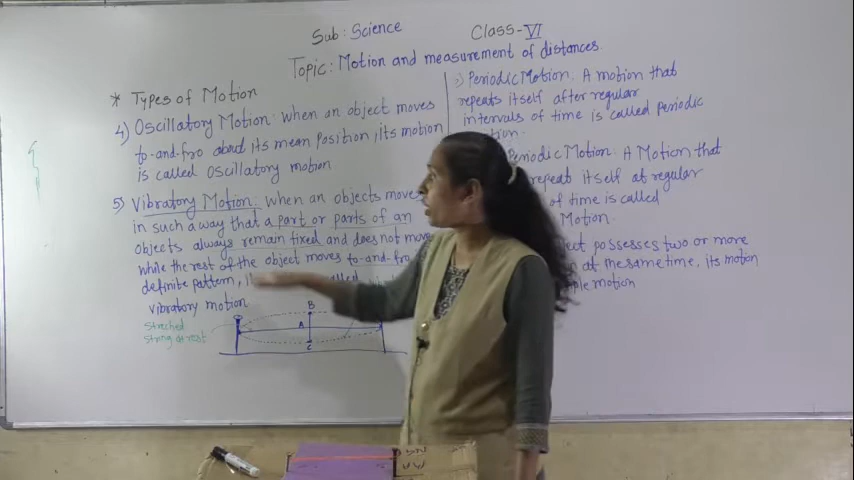 Sub: Science
Class-VI
Topic: Motion and measurement of distances.
* Types of Motion
4) Oscillatory Motion: When an object moves
to-and-fro about its mean position, its motion
is called Oscillatory motion.
5) Vibratory Motion: When an objects moves
in such a way that a part or parts of an
objects always remain fixed and does not move
while the rest of the object moves to-and-fro
definite pattern,
called
vibratory motion
Streched
string at rest
B
A
C
Periodic Motion. A motion that
repeats itself after regular
intervals of time is called periodic
Periodic Motion: A Motion that
repeat itself at regular
of time is called
Motion.
possesses two or more
at the same time, its motion
motion